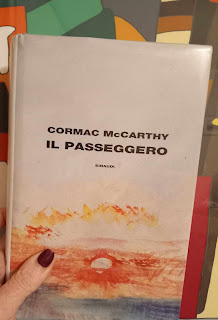 CORMAC McCARTHY
IL PASSEGGERO
EINAUDI